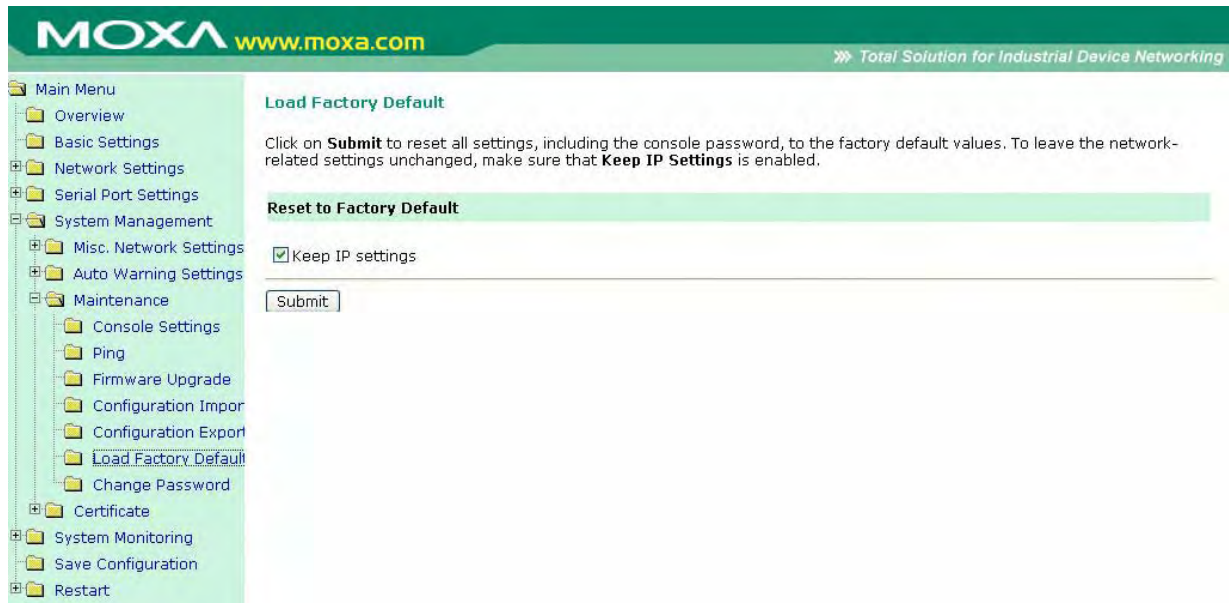 MOXA www.moxa.com
Total Solution for Industrial Device Networking
Main Menu
Overview
Basic Settings
Network Settings
Serial Port Settings
System Management
Misc. Network Settings
Auto Warning Settings
Maintenance
Console Settings
Ping
Firmware Upgrade
Configuration Impor
Configuration Export
Load Factory Default
Change Password
Certificate
System Monitoring
Save Configuration
Restart
Load Factory Default
Click on Submit to reset all settings, including the console password, to the factory default values. To leave the network-
related settings unchanged, make sure that Keep IP Settings is enabled.
Reset to Factory Default
Keep IP settings
Submit